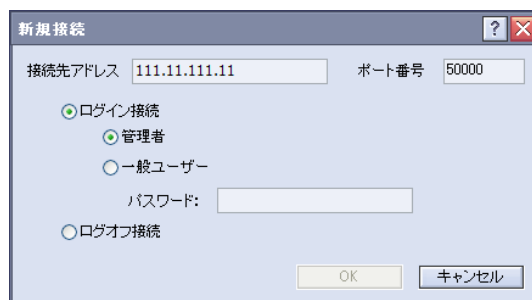 新規接続
接続先アドレス 111.11.111.11 ポート番号 50000
ログイン接続
管理者
一般ユーザー
パスワード:
ログオフ接続
OK キャンセル